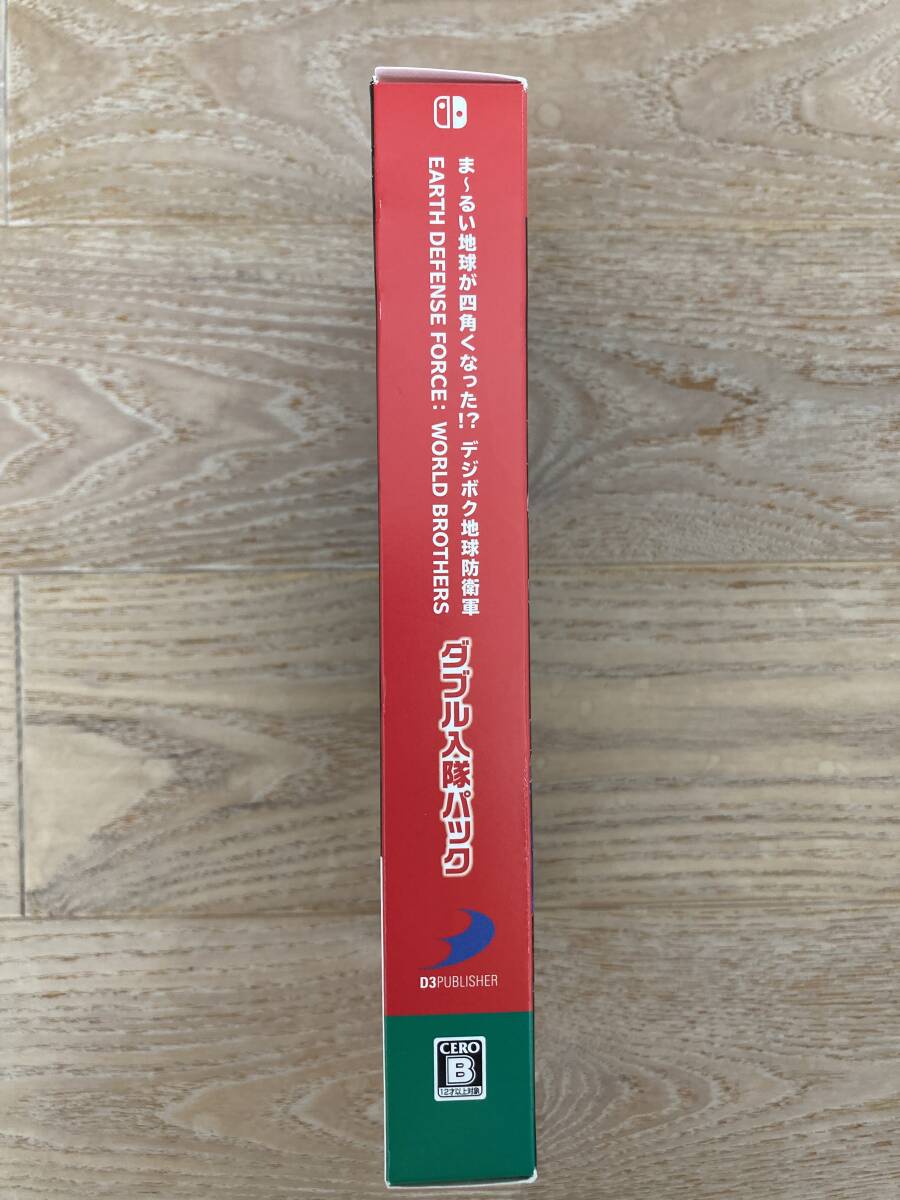 ま～るい地球が四角くなった!? デジボク地球防衛軍
EARTH DEFENSE FORCE: WORLD BROTHERS
ダブル入隊パック
D3PUBLISHER
CERO
B
12才以上対象